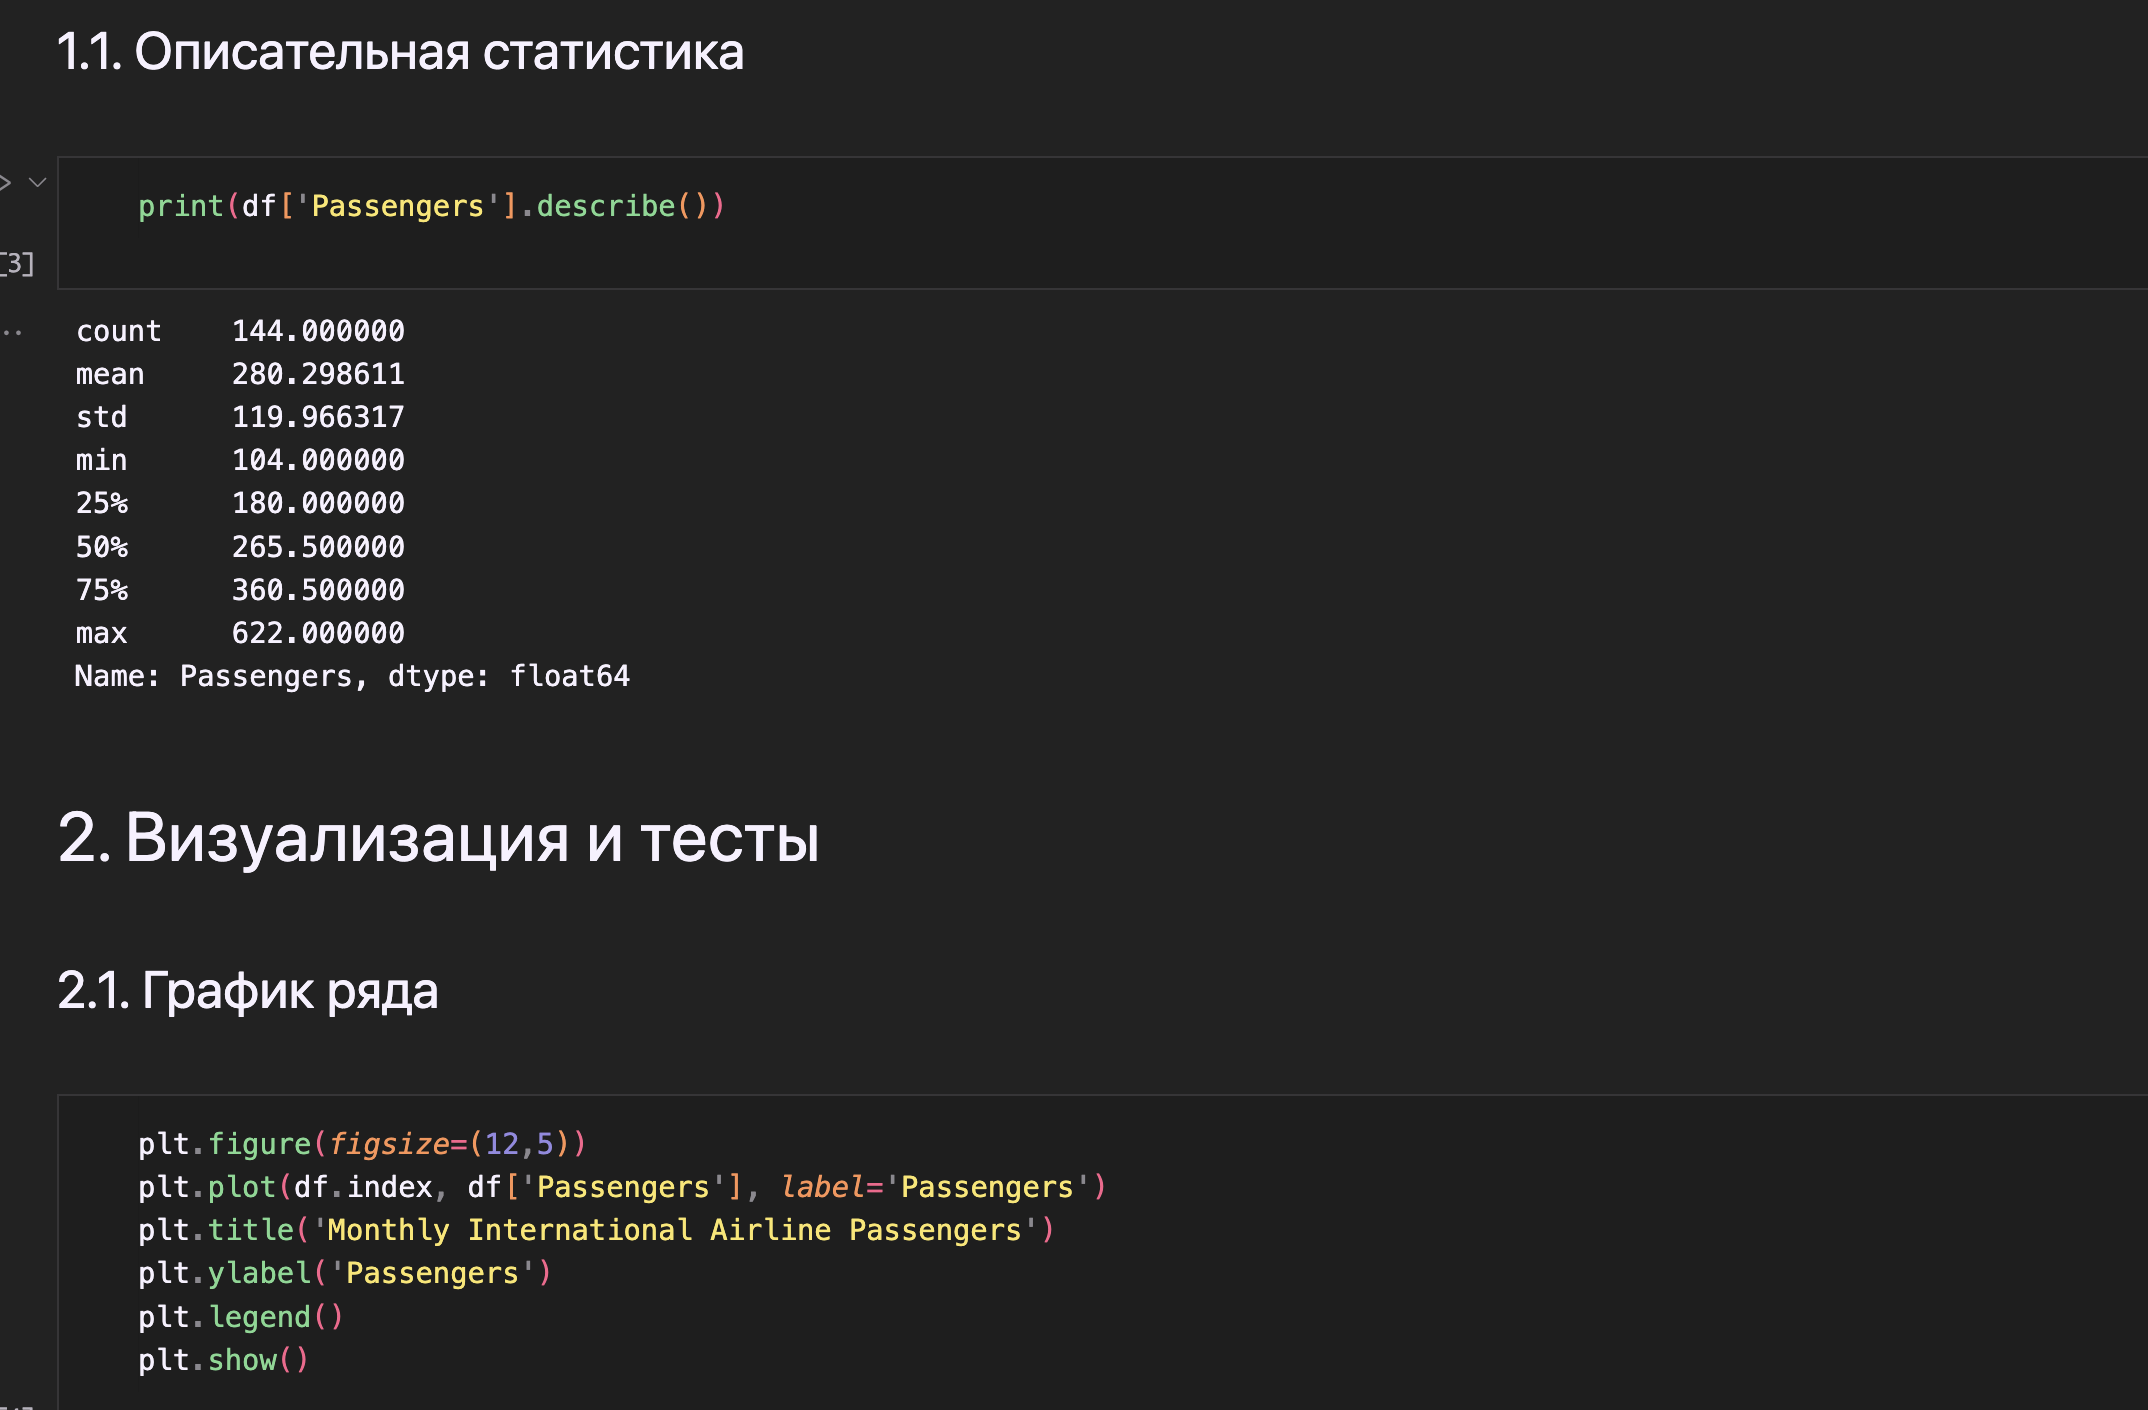 1.1. Описательная статистика
print(df['Passengers'].describe())
[3]
count    144.000000
mean     280.298611
std      119.966317
min      104.000000
25%      180.000000
50%      265.500000
75%      360.500000
max      622.000000
Name: Passengers, dtype: float64
2. Визуализация и тесты
2.1. График ряда
plt.figure(figsize=(12,5))
plt.plot(df.index, df['Passengers'], label='Passengers')
plt.title('Monthly International Airline Passengers')
plt.ylabel('Passengers')
plt.legend()
plt.show()